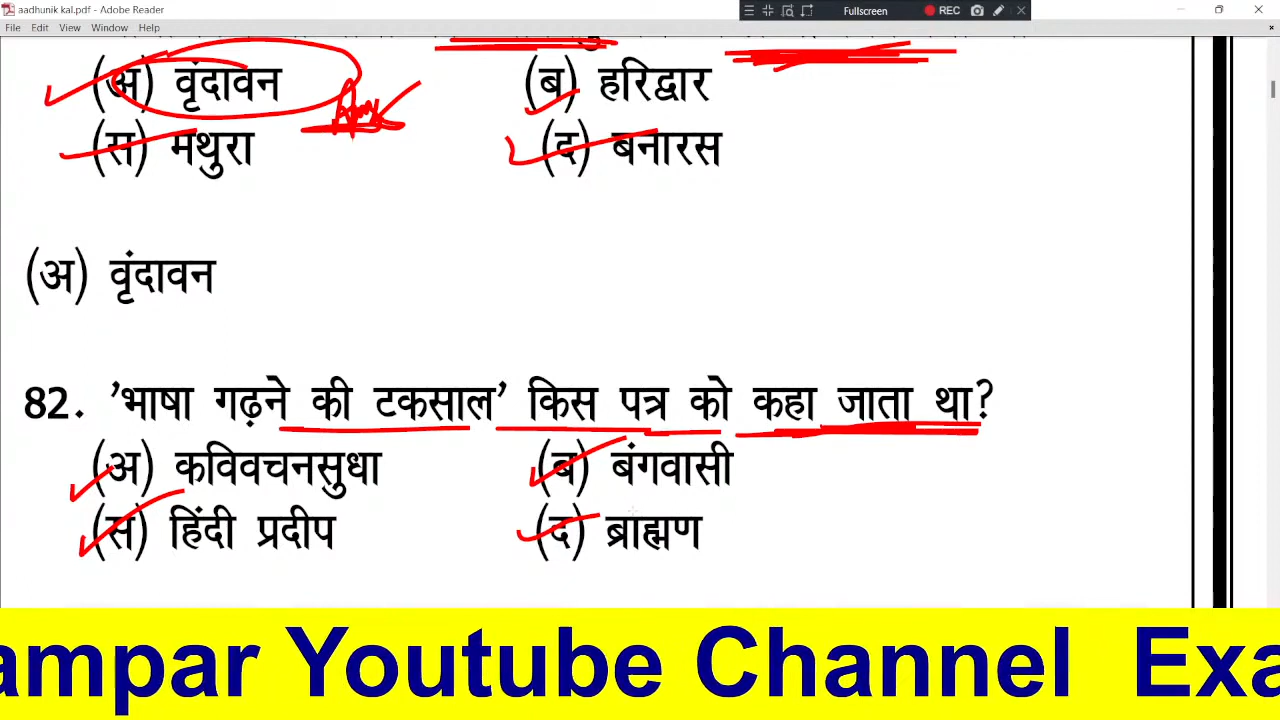 aadhunik kal.pdf - Adobe Reader
Fullscreen
REC
File Edit View Window Help
(अ) वृंदावन (ब) हरिद्वार
Ans
(स) मथुरा (द) बनारस
(अ) वृंदावन
82. 'भाषा गढ़ने की टकसाल' किस पत्र को कहा जाता था?
(अ) कविवचनसुधा (ब) बंगवासी
(स) हिंदी प्रदीप (द) ब्राह्मण
ampar Youtube Channel Exa